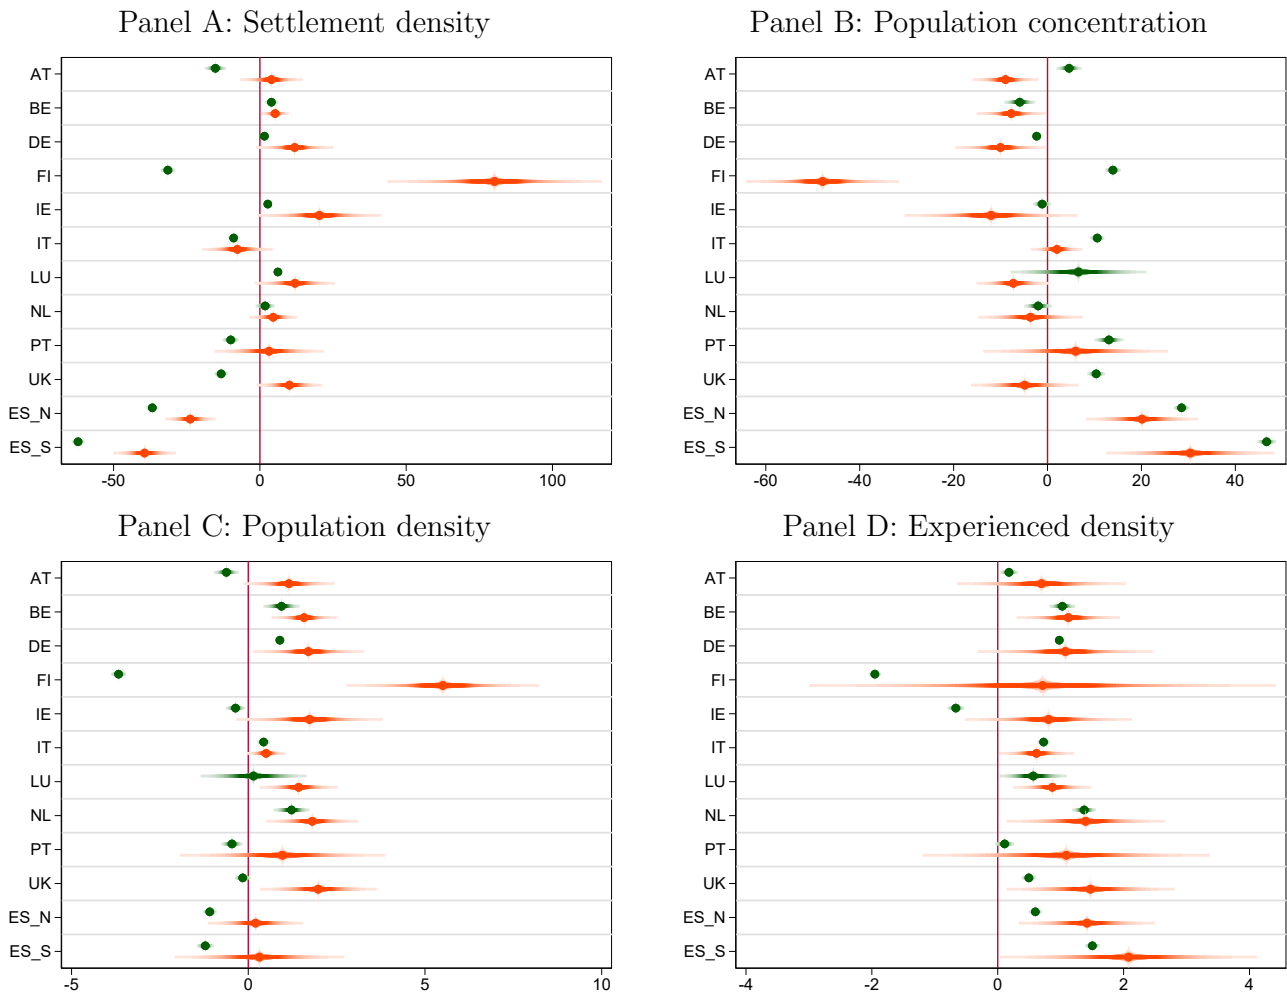 Panel A: Settlement density
AT
BE
DE
FI
IE
IT
LU
NL
PT
UK
ES_N
ES_S
-50 0 50 100
Panel B: Population concentration
AT
BE
DE
FI
IE
IT
LU
NL
PT
UK
ES_N
ES_S
-60 -40 -20 0 20 40
Panel C: Population density
AT
BE
DE
FI
IE
IT
LU
NL
PT
UK
ES_N
ES_S
-5 0 5 10
Panel D: Experienced density
AT
BE
DE
FI
IE
IT
LU
NL
PT
UK
ES_N
ES_S
-4 -2 0 2 4